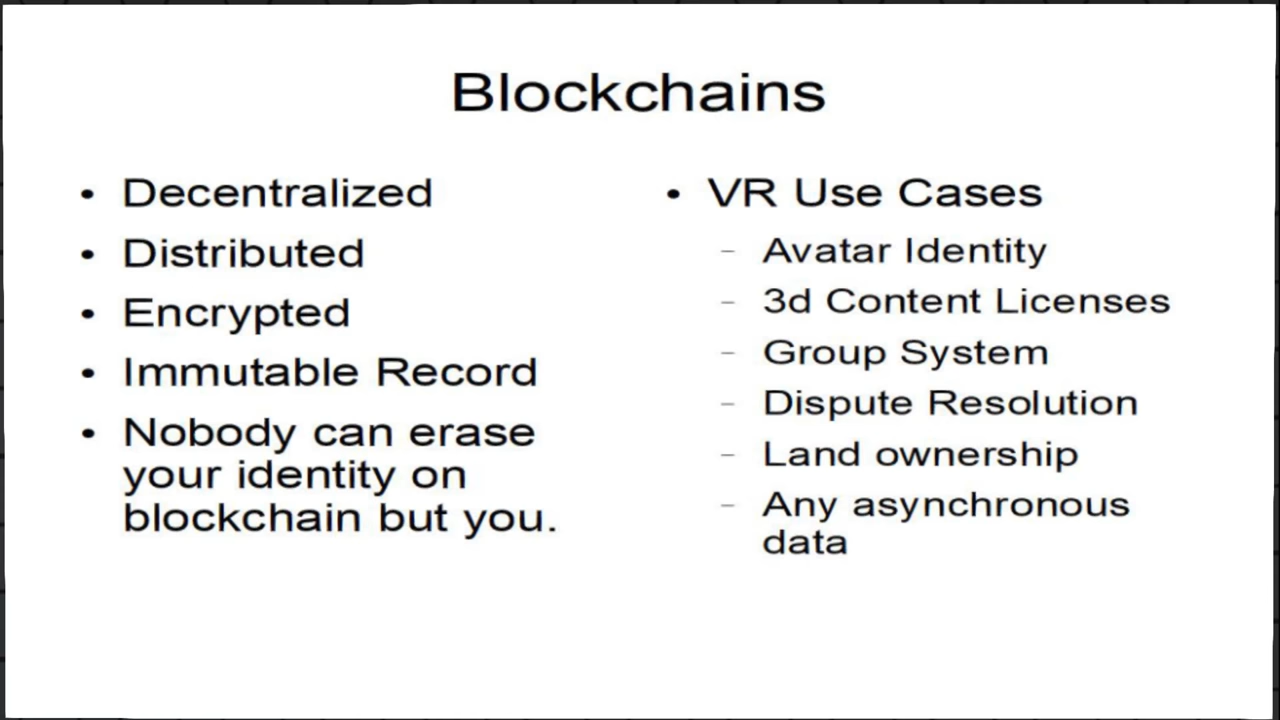 Blockchains
• Decentralized
• Distributed
• Encrypted
• Immutable Record
• Nobody can erase
your identity on
blockchain but you.
• VR Use Cases
– Avatar Identity
– 3d Content Licenses
– Group System
– Dispute Resolution
– Land ownership
– Any asynchronous
data